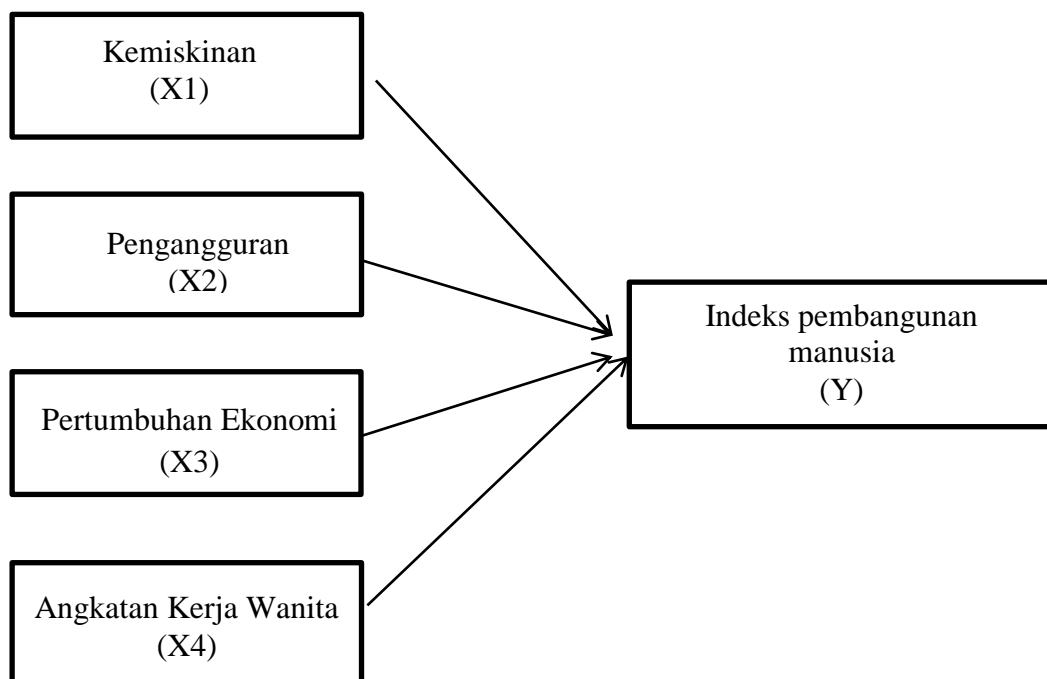 Kemiskinan
(X1)
Pengangguran
(X2)
Pertumbuhan Ekonomi
(X3)
Angkatan Kerja Wanita
(X4)
Indeks pembangunan
manusia
(Y)